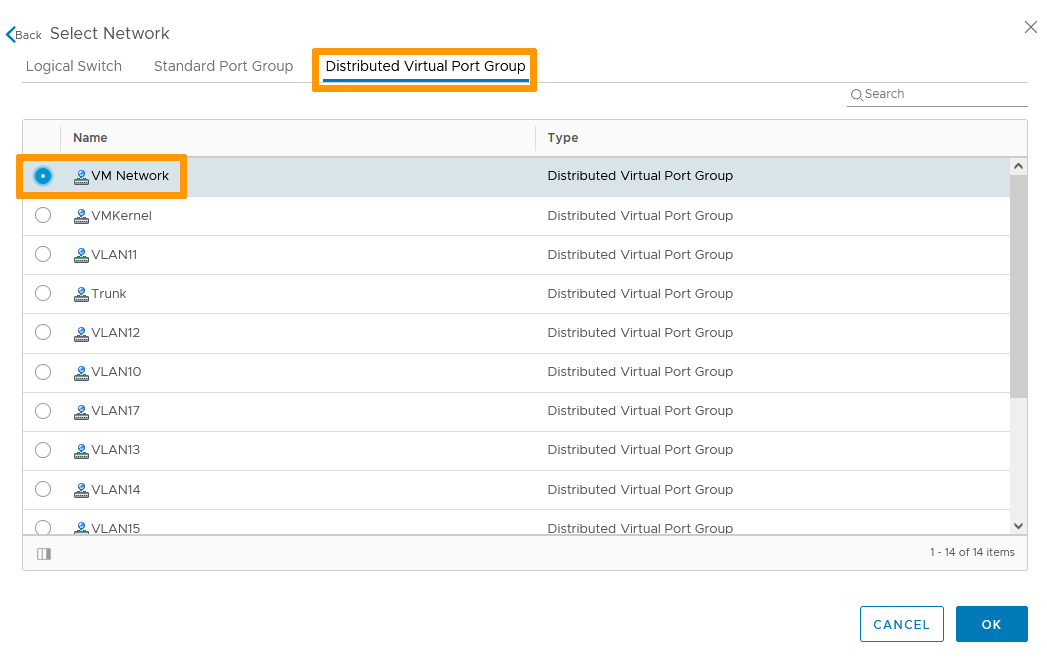 Back Select Network
Logical Switch Standard Port Group Distributed Virtual Port Group
Search
Name Type
VM Network Distributed Virtual Port Group
VMKernel Distributed Virtual Port Group
VLAN11 Distributed Virtual Port Group
Trunk Distributed Virtual Port Group
VLAN12 Distributed Virtual Port Group
VLAN10 Distributed Virtual Port Group
VLAN17 Distributed Virtual Port Group
VLAN13 Distributed Virtual Port Group
VLAN14 Distributed Virtual Port Group
VLAN15 Distributed Virtual Port Group
1 - 14 of 14 items
CANCEL OK